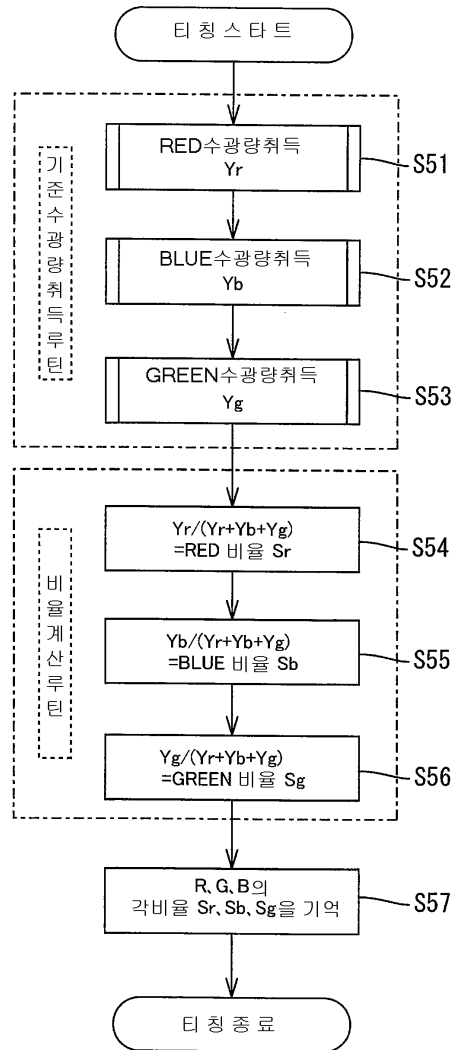 티 칭 스 타 트
기준수광량취득루틴
RED수광량취득
Yr
S51
BLUE수광량취득
Yb
S52
GREEN수광량취득
Yg
S53
비율계산루틴
Yr/(Yr+Yb+Yg)
=RED 비율 Sr
S54
Yb/(Yr+Yb+Yg)
=BLUE 비율 Sb
S55
Yg/(Yr+Yb+Yg)
=GREEN 비율 Sg
S56
R, G, B의
각비율 Sr、Sb、Sg을 기억
S57
티 칭 종 료